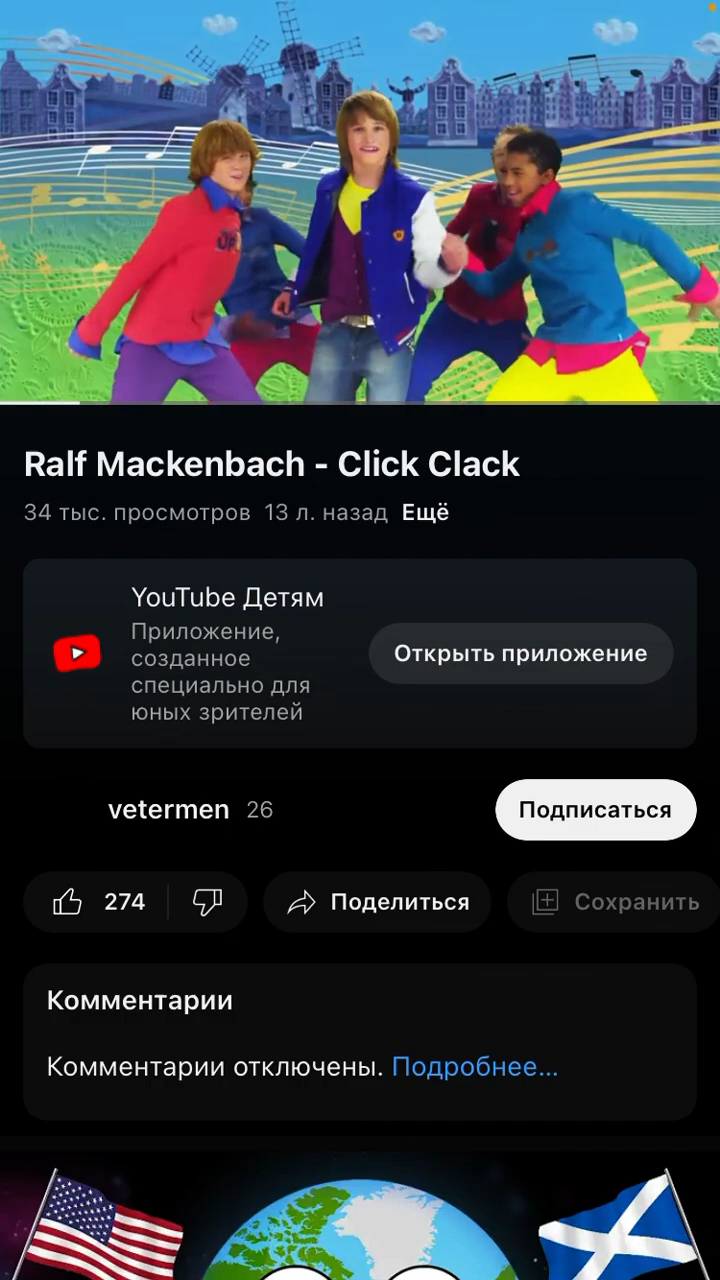 Ralf Mackenbach - Click Clack
34 тыс. просмотров 13 л. назад Ещё
YouTube Детям
Приложение,
созданное
специально для
юных зрителей
Открыть приложение
vetermen 26
Подписаться
274
Поделиться
Сохранить
Комментарии
Комментарии отключены. Подробнее...